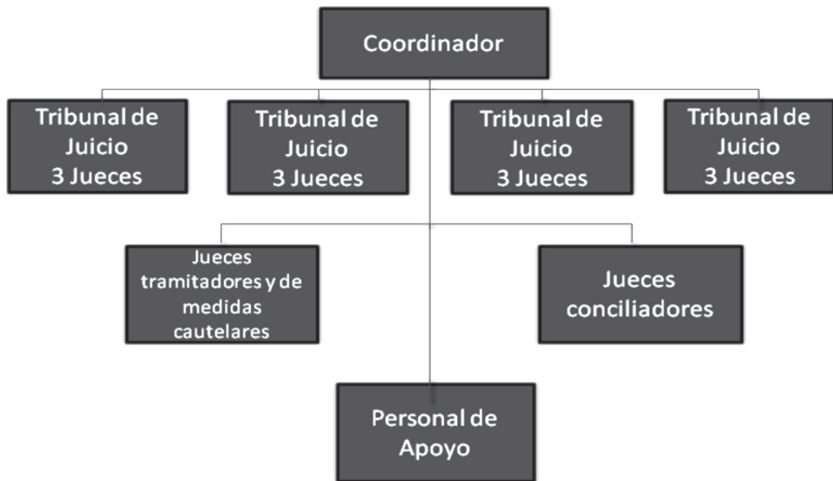 Coordinador
Tribunal de
Juicio
3 Jueces
Tribunal de
Juicio
3 Jueces
Tribunal de
Juicio
3 Jueces
Tribunal de
Juicio
3 Jueces
Jueces
tramitadores y de
medidas
cautelares
Jueces
conciliadores
Personal de
Apoyo